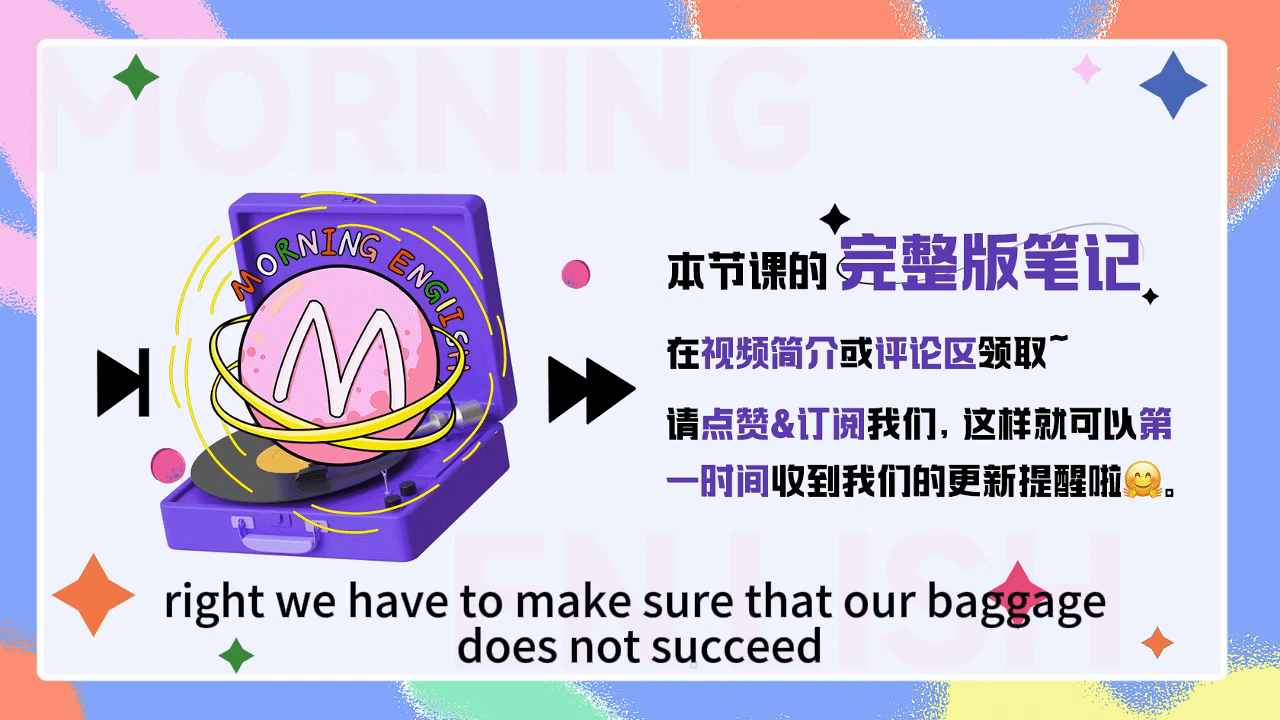 MORNING
MORNING ENGlISH
M
本节课的 完整版笔记
在视频简介或评论区领取~
请点赞&订阅我们, 这样就可以第
一时间收到我们的更新提醒啦🤗。
right we have to make sure that our baggage
does not succeed